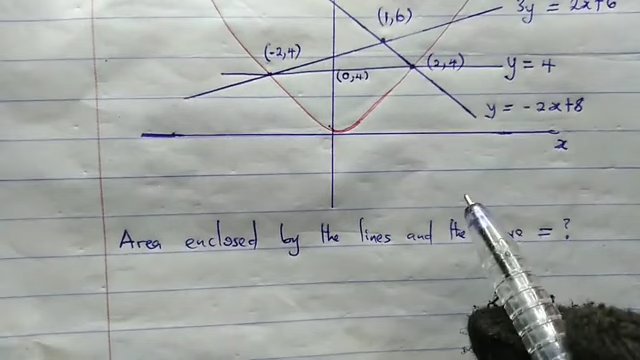 (1,6)
3y = 2x+6
(-2,4)
(0,4)
(2,4)
y = 4
y = -2x+8
x
Area enclosed by the lines and the = ?